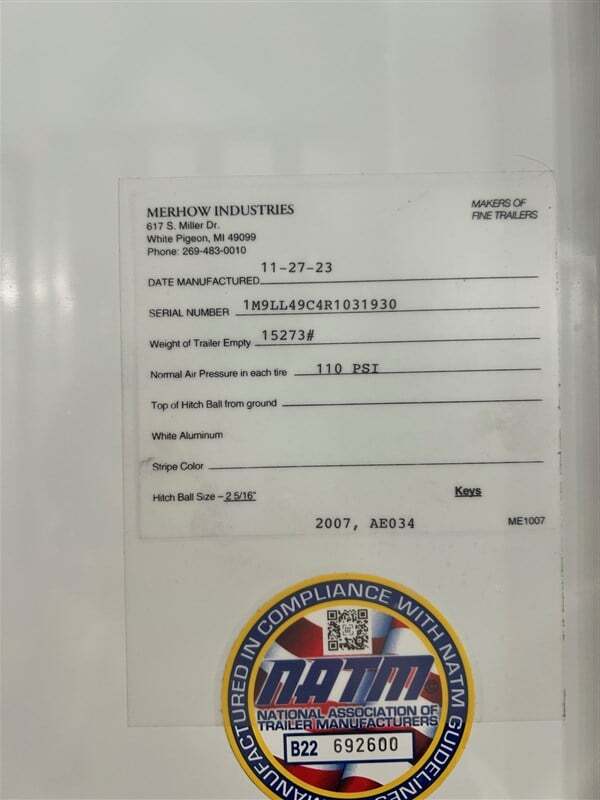 MERHOW INDUSTRIES
617 S. Miller Dr.
White Pigeon, MI 49099
Phone: 269-483-0010
MAKERS OF
FINE TRAILERS
DATE MANUFACTURED 11-27-23
SERIAL NUMBER 1M9LL49C4R1031930
Weight of Trailer Empty 15273#
Normal Air Pressure in each tire 110 PSI
Top of Hitch Ball from ground
White Aluminum
Stripe Color
Hitch Ball Size – 2 5/16"
Keys
2007, AE034
ME1007
MANUFACTURED IN COMPLIANCE WITH NATM GUIDELINES
NATM®
NATIONAL ASSOCIATION OF
TRAILER MANUFACTURERS
B22 692600